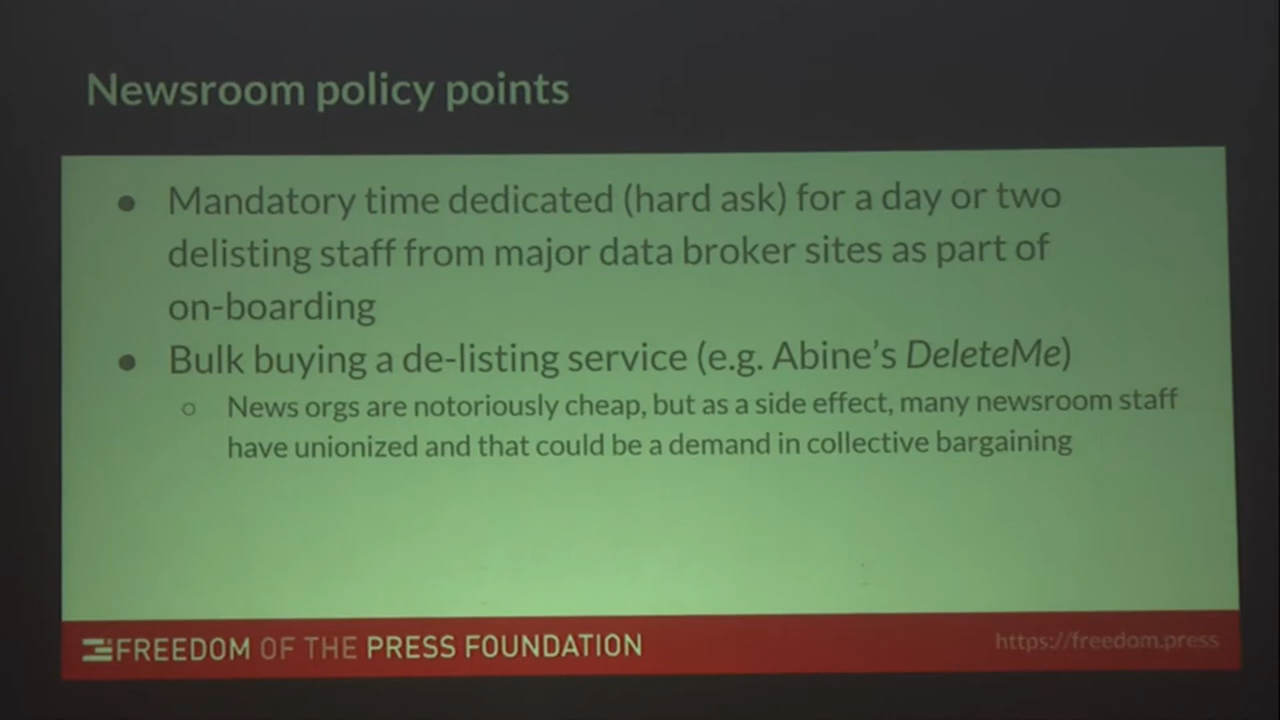 Newsroom policy points
● Mandatory time dedicated (hard ask) for a day or two
delisting staff from major data broker sites as part of
on-boarding
● Bulk buying a de-listing service (e.g. Abine's DeleteMe)
○ News orgs are notoriously cheap, but as a side effect, many newsroom staff
have unionized and that could be a demand in collective bargaining
FREEDOM OF THE PRESS FOUNDATION
https://freedom.press